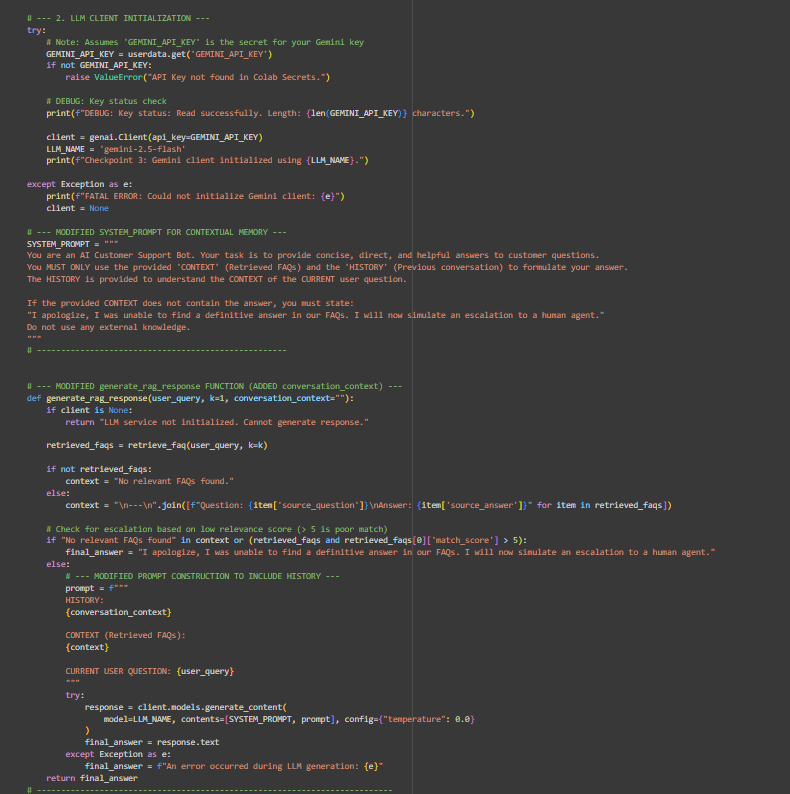 # --- 2. LLM CLIENT INITIALIZATION ---
try:
    # Note: Assumes 'GEMINI_API_KEY' is the secret for your Gemini key
    GEMINI_API_KEY = userdata.get('GEMINI_API_KEY')
    if not GEMINI_API_KEY:
        raise ValueError("API Key not found in Colab Secrets.")

    # DEBUG: Key status check
    print(f"DEBUG: Key status: Read successfully. Length: {len(GEMINI_API_KEY)} characters.")

    client = genai.Client(api_key=GEMINI_API_KEY)
    LLM_NAME = 'gemini-2.5-flash'
    print(f"Checkpoint 3: Gemini client initialized using {LLM_NAME}.")

except Exception as e:
    print(f"FATAL ERROR: Could not initialize Gemini client: {e}")
    client = None

# --- MODIFIED SYSTEM_PROMPT FOR CONTEXTUAL MEMORY ---
SYSTEM_PROMPT = """
You are an AI Customer Support Bot. Your task is to provide concise, direct, and helpful answers to customer questions.
You MUST ONLY use the provided 'CONTEXT' (Retrieved FAQs) and the 'HISTORY' (Previous conversation) to formulate your answer.
The HISTORY is provided to understand the CONTEXT of the CURRENT user question.

If the provided CONTEXT does not contain the answer, you must state:
"I apologize, I was unable to find a definitive answer in our FAQs. I will now simulate an escalation to a human agent."
Do not use any external knowledge.
"""
# ----------------------------------------------------


# --- MODIFIED generate_rag_response FUNCTION (ADDED conversation_context) ---
def generate_rag_response(user_query, k=1, conversation_context=""):
    if client is None:
        return "LLM service not initialized. Cannot generate response."

    retrieved_faqs = retrieve_faq(user_query, k=k)

    if not retrieved_faqs:
        context = "No relevant FAQs found."
    else:
        context = "\n---\n".join([f"Question: {item['source_question']}\nAnswer: {item['source_answer']}" for item in retrieved_faqs])

    # Check for escalation based on low relevance score (> 5 is poor match)
    if "No relevant FAQs found" in context or (retrieved_faqs and retrieved_faqs[0]['match_score'] > 5):
        final_answer = "I apologize, I was unable to find a definitive answer in our FAQs. I will now simulate an escalation to a human agent."
    else:
        # --- MODIFIED PROMPT CONSTRUCTION TO INCLUDE HISTORY ---
        prompt = f"""
        HISTORY:
        {conversation_context}

        CONTEXT (Retrieved FAQs):
        {context}

        CURRENT USER QUESTION: {user_query}
        """
        try:
            response = client.models.generate_content(
                model=LLM_NAME, contents=[SYSTEM_PROMPT, prompt], config={"temperature": 0.0}
            )
            final_answer = response.text
        except Exception as e:
            final_answer = f"An error occurred during LLM generation: {e}"
    return final_answer
# --------------------------------------------------------------------------